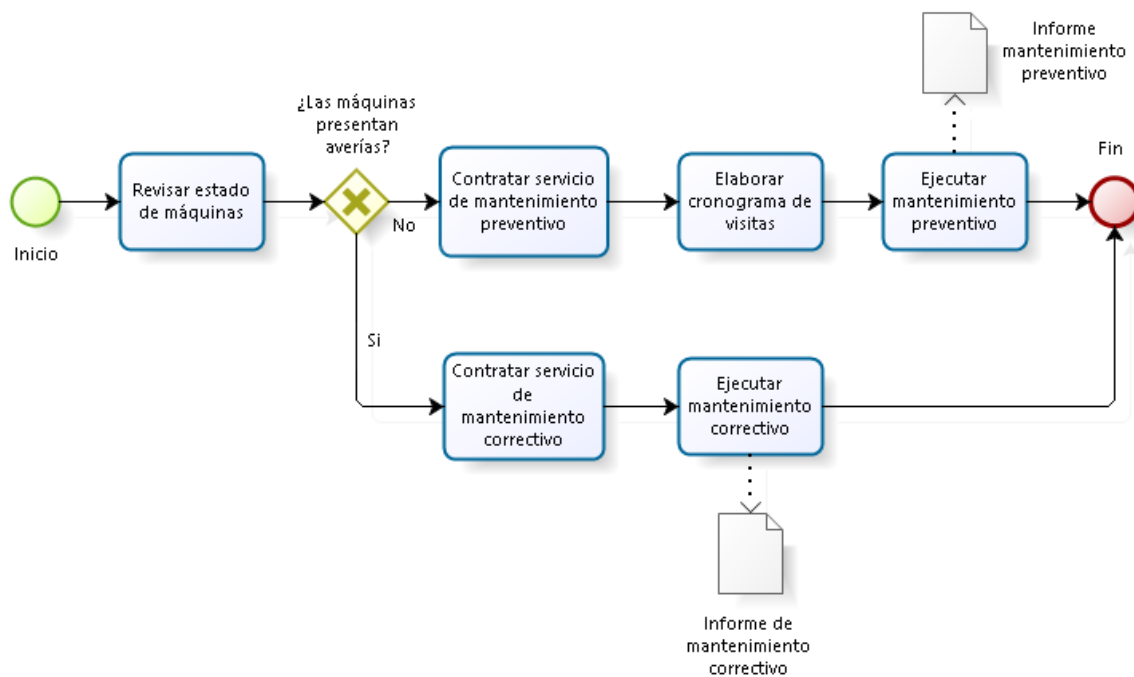 Informe
mantenimiento
preventivo
¿Las máquinas
presentan
averías?
Fin
Revisar estado
de máquinas
Contratar servicio
de mantenimiento
preventivo
Elaborar
cronograma de
visitas
Ejecutar
mantenimiento
preventivo
No
Inicio
Si
Contratar servicio
de
mantenimiento
correctivo
Ejecutar
mantenimiento
correctivo
Informe de
mantenimiento
correctivo